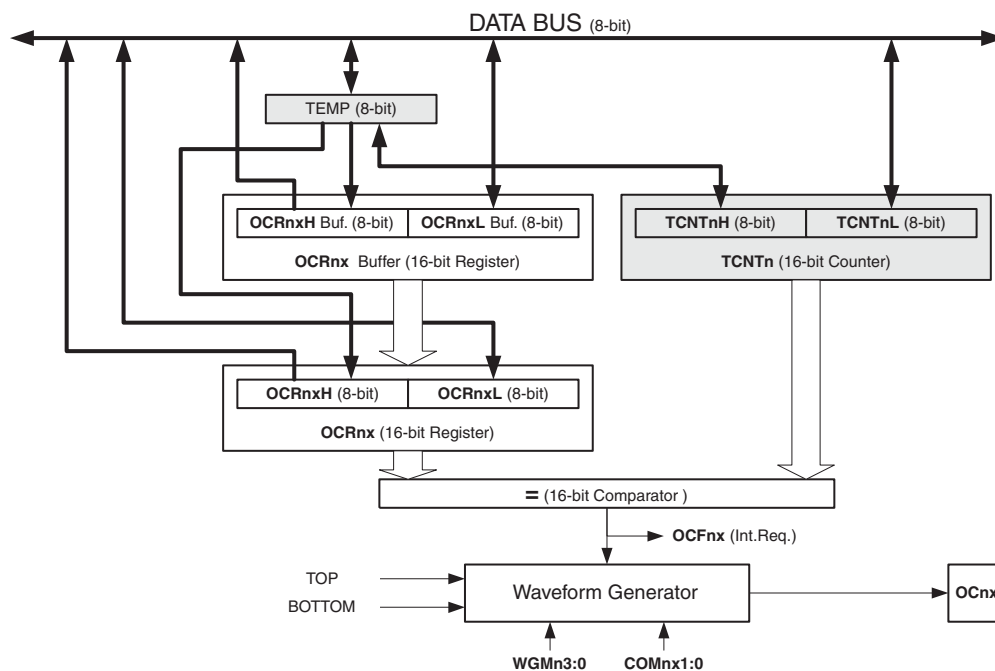 DATA BUS (8-bit)
TEMP (8-bit)
OCRnxH Buf. (8-bit) OCRnxL Buf. (8-bit)
OCRnx Buffer (16-bit Register)
TCNTnH (8-bit) TCNTnL (8-bit)
TCNTn (16-bit Counter)
OCRnxH (8-bit) OCRnxL (8-bit)
OCRnx (16-bit Register)
= (16-bit Comparator )
OCFnx (Int.Req.)
TOP
BOTTOM
Waveform Generator
OCnx
WGMn3:0 COMnx1:0